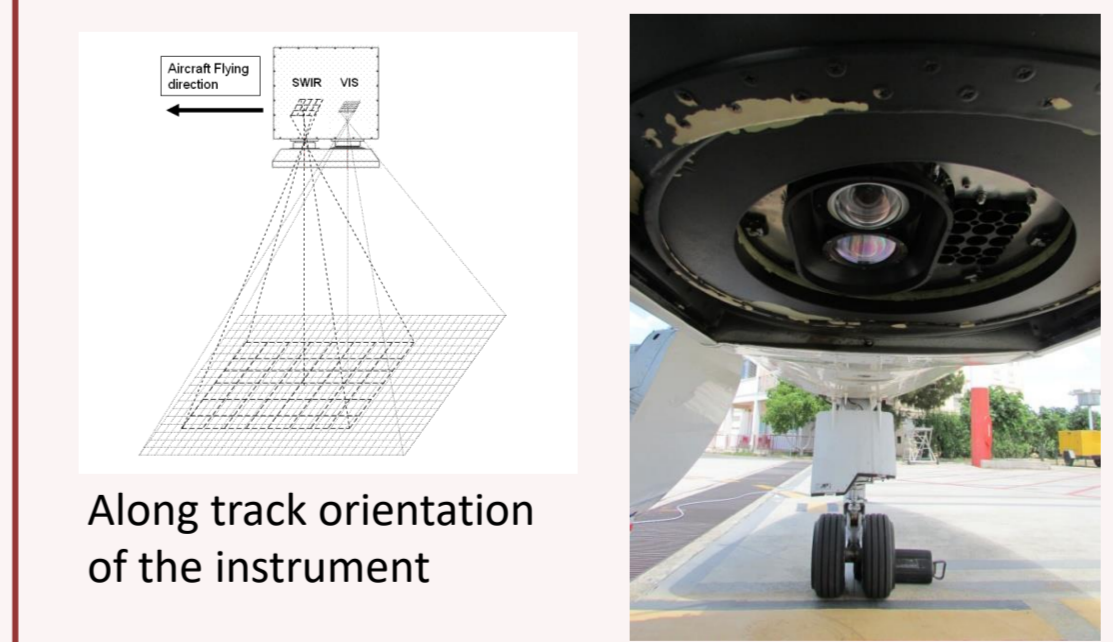 Aircraft Flying
direction
SWIR VIS
Along track orientation
of the instrument